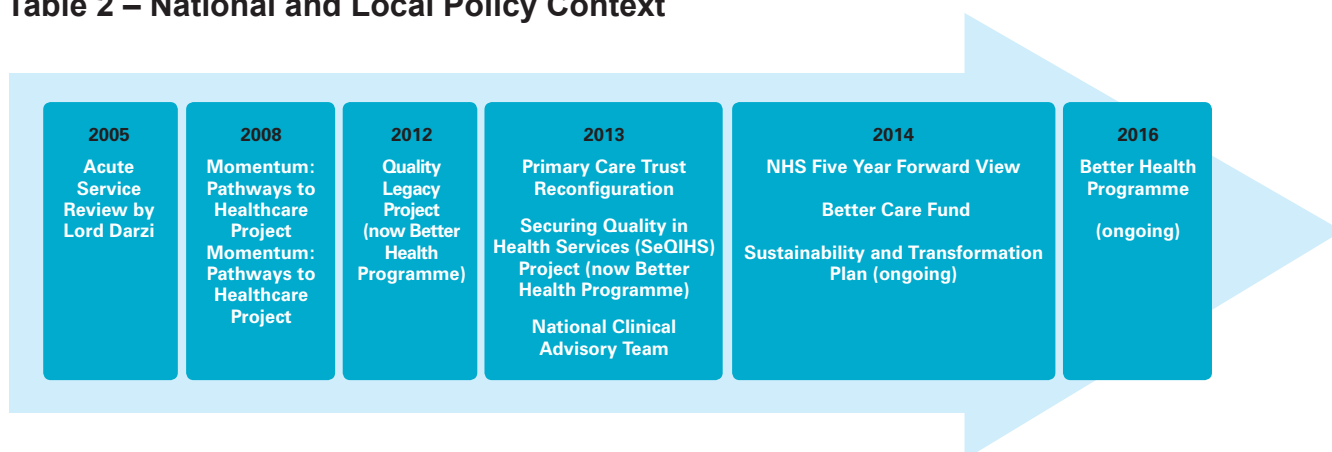 Table 2 – National and Local Policy Context
2005
Acute
Service
Review by
Lord Darzi
2008
Momentum:
Pathways to
Healthcare
Project
Momentum:
Pathways to
Healthcare
Project
2012
Quality
Legacy
Project
(now Better
Health
Programme)
2013
Primary Care Trust
Reconfiguration
Securing Quality in
Health Services (SeQIHS)
Project (now Better
Health Programme)
National Clinical
Advisory Team
2014
NHS Five Year Forward View
Better Care Fund
Sustainability and Transformation
Plan (ongoing)
2016
Better Health
Programme
(ongoing)